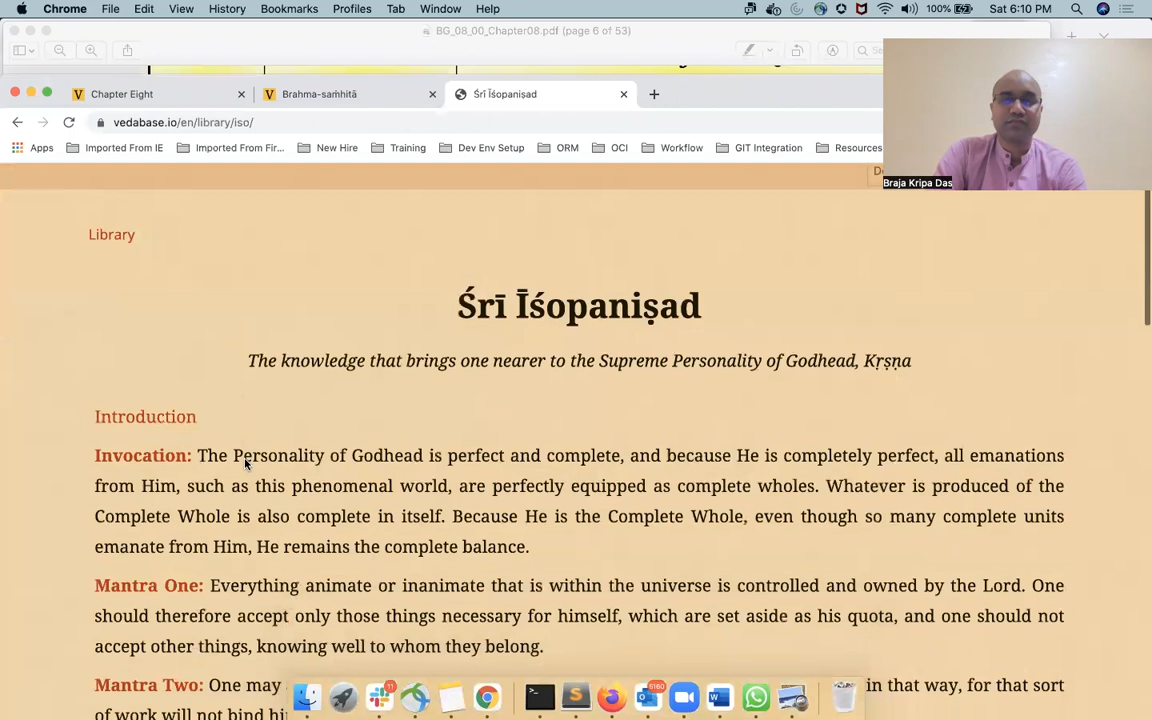 Chrome File Edit View History Bookmarks Profiles Tab Window Help 100% Sat 6:10 PM
BG_08_00_Chapter08.pdf (page 6 of 53)
Chapter Eight × Brahma-saṁhitā × Śrī Īśopaniṣad × +
vedabase.io/en/library/iso/
Apps Imported From IE Imported From Fir... New Hire Training Dev Env Setup ORM OCI Workflow GIT Integration Resources
Braja Kripa Das
Library
Śrī Īśopaniṣad
The knowledge that brings one nearer to the Supreme Personality of Godhead, Kṛṣṇa
Introduction
Invocation: The Personality of Godhead is perfect and complete, and because He is completely perfect, all emanations
from Him, such as this phenomenal world, are perfectly equipped as complete wholes. Whatever is produced of the
Complete Whole is also complete in itself. Because He is the Complete Whole, even though so many complete units
emanate from Him, He remains the complete balance.
Mantra One: Everything animate or inanimate that is within the universe is controlled and owned by the Lord. One
should therefore accept only those things necessary for himself, which are set aside as his quota, and one should not
accept other things, knowing well to whom they belong.
Mantra Two: One may in that way, for that sort
of work will not bind
11
6160